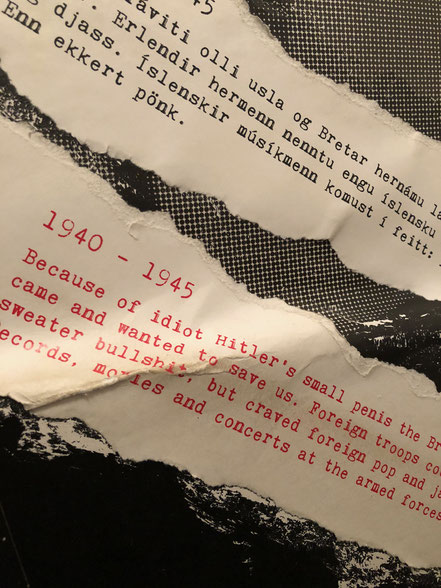 45
olli usla og Bretar hernámu
Erlendir hermenn nenntu engu íslensku
djass. Íslenskir músíkmenn komust í feitt:
Enn ekkert pönk.
1940 - 1945
Because of idiot Hitler's small penis the
came and wanted to save us. Foreign troops
sweater bullshit, but craved foreign pop and
movies and concerts at the armed forces